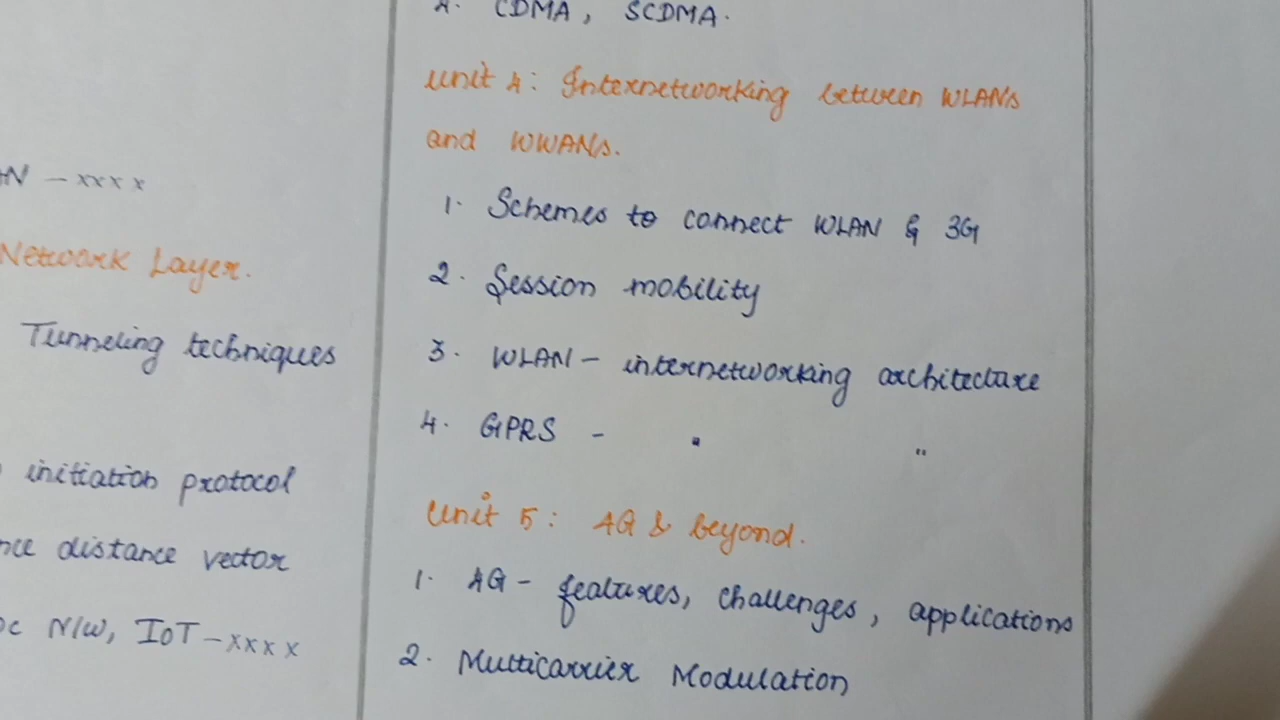 N - xxxx
Network Layer.
Tunneling techniques
initiation protocol
nce distance vector
oc N/W, IoT - xxxx
4. CDMA, SCDMA.
Unit 4: Internetworking between WLANs
and WWANs.
1. Schemes to connect WLAN & 3G
2. Session mobility
3. WLAN - internetworking architecture
4. GPRS - " "
Unit 5: 4G & beyond.
1. 4G - features, challenges, applications
2. Multicarrier Modulation